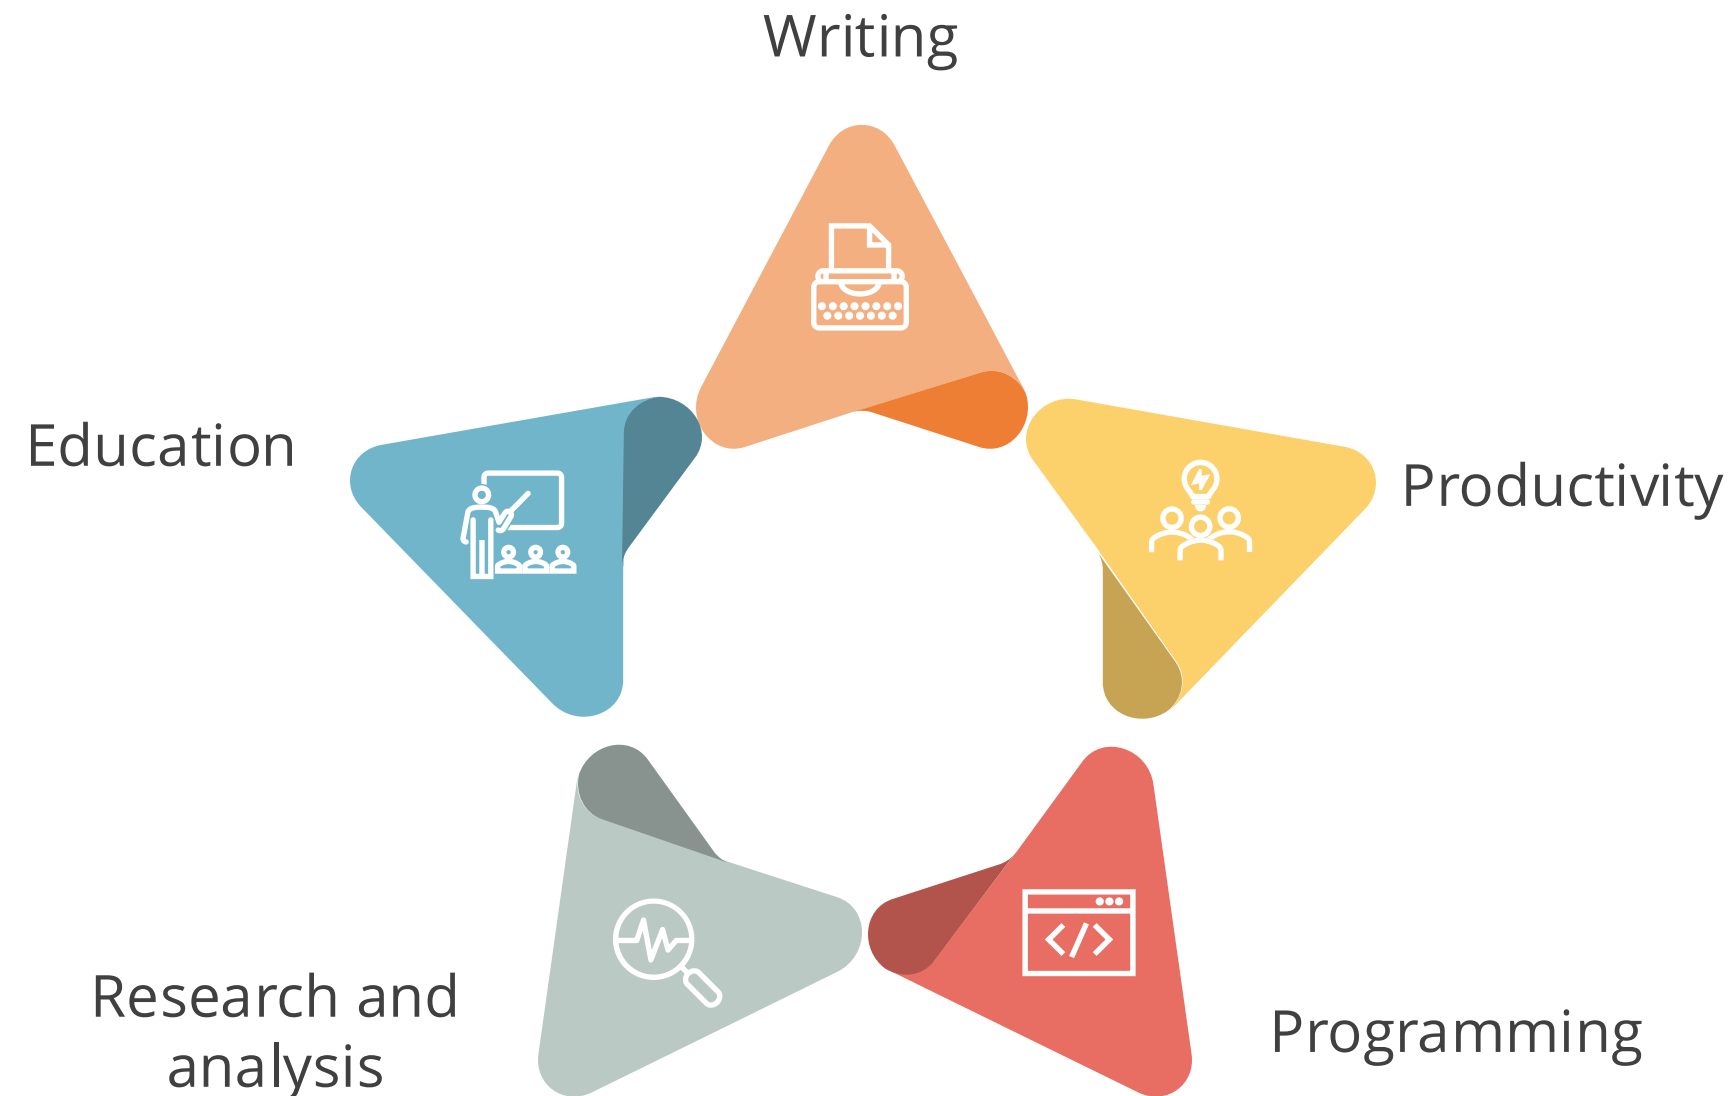 Writing
Education
Productivity
Research and
analysis
Programming